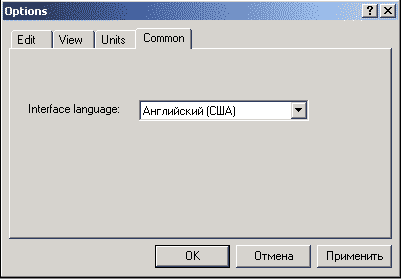 Options
Edit View Units Common
Interface language: Английский (США)
OK Отмена Применить